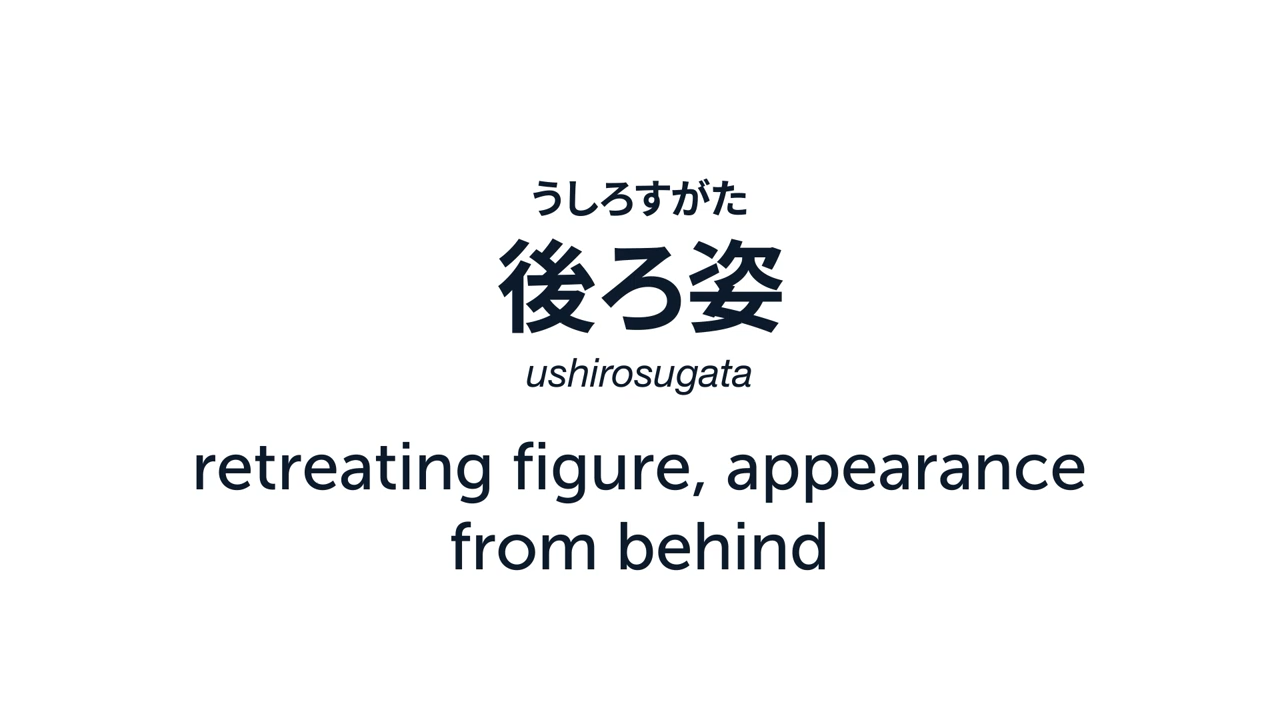 うしろすがた
後ろ姿
ushirosugata
retreating figure, appearance
from behind